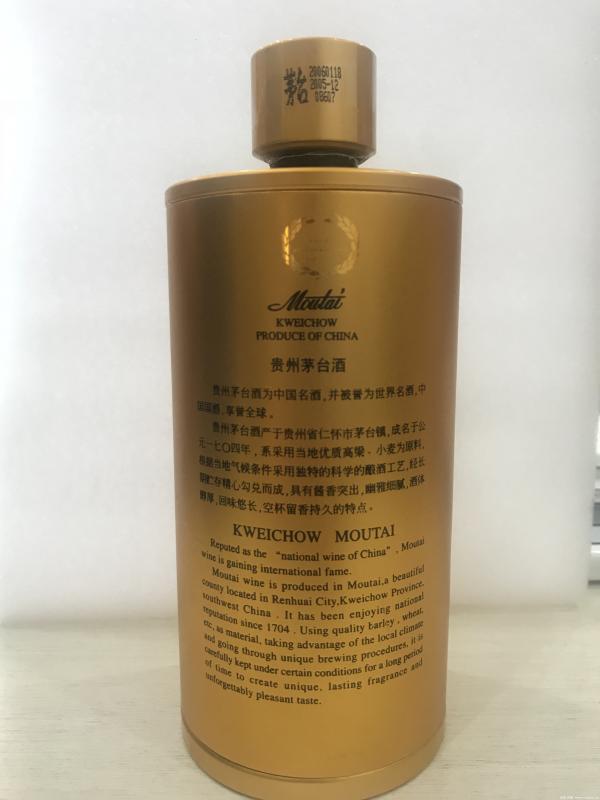 茅台
20060118
2005-12
08607
Moutai
KWEICHOW
PRODUCE OF CHINA
贵州茅台酒
贵州茅台酒为中国名酒,并被誉为世界名酒,中
国国酒,享誉全球。
贵州茅台酒产于贵州省仁怀市茅台镇,成名于公
元一七〇四年,系采用当地优质高粱、小麦为原料,
根据当地气候条件采用独特的科学的酿酒工艺,经长
期贮存精心勾兑而成,具有酱香突出,幽雅细腻,酒体
醇厚,回味悠长,空杯留香持久的特点。
KWEICHOW MOUTAI
Reputed as the “national wine of China”, Moutai
wine is gaining international fame.
Moutai wine is produced in Moutai,a beautiful
county located in Renhuai City,Kweichow Province,
southwest China . It has been enjoying national
reputation since 1704 . Using quality barley , wheat,
etc, as material, taking advantage of the local climate
and going through unique brewing procedures, it is
carefully kept under certain conditions for a long period
of time to create unique, lasting fragrance and
unforgettably pleasant taste.